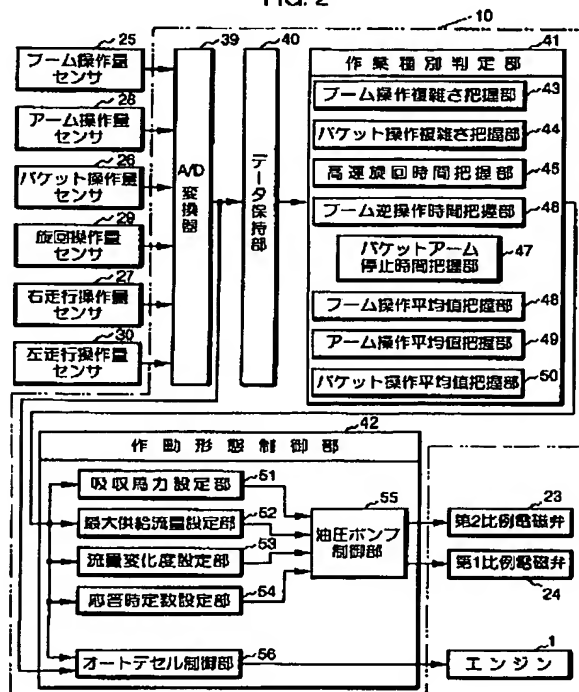 FIG. 2
10
25
ブーム操作量
センサ
28
アーム操作量
センサ
26
バケット操作量
センサ
29
旋回操作量
センサ
27
右走行操作量
センサ
30
左走行操作量
センサ
39
A/D
変換器
40
データ保持部
41
作業種別判定部
ブーム操作複雑さ把握部
43
バケット操作複雑さ把握部
44
高速旋回時間把握部
45
ブーム逆操作時間把握部
46
バケットアーム
停止時間把握部
47
ブーム操作平均値把握部
48
アーム操作平均値把握部
49
バケット操作平均値把握部
50
42
作動形態制御部
51
吸収馬力設定部
52
最大供給流量設定部
53
流量変化度設定部
54
応答時定数設定部
55
油圧ポンプ
制御部
56
オートデセル制御部
23
第2比例電磁弁
第1比例電磁弁
24
1
エンジン